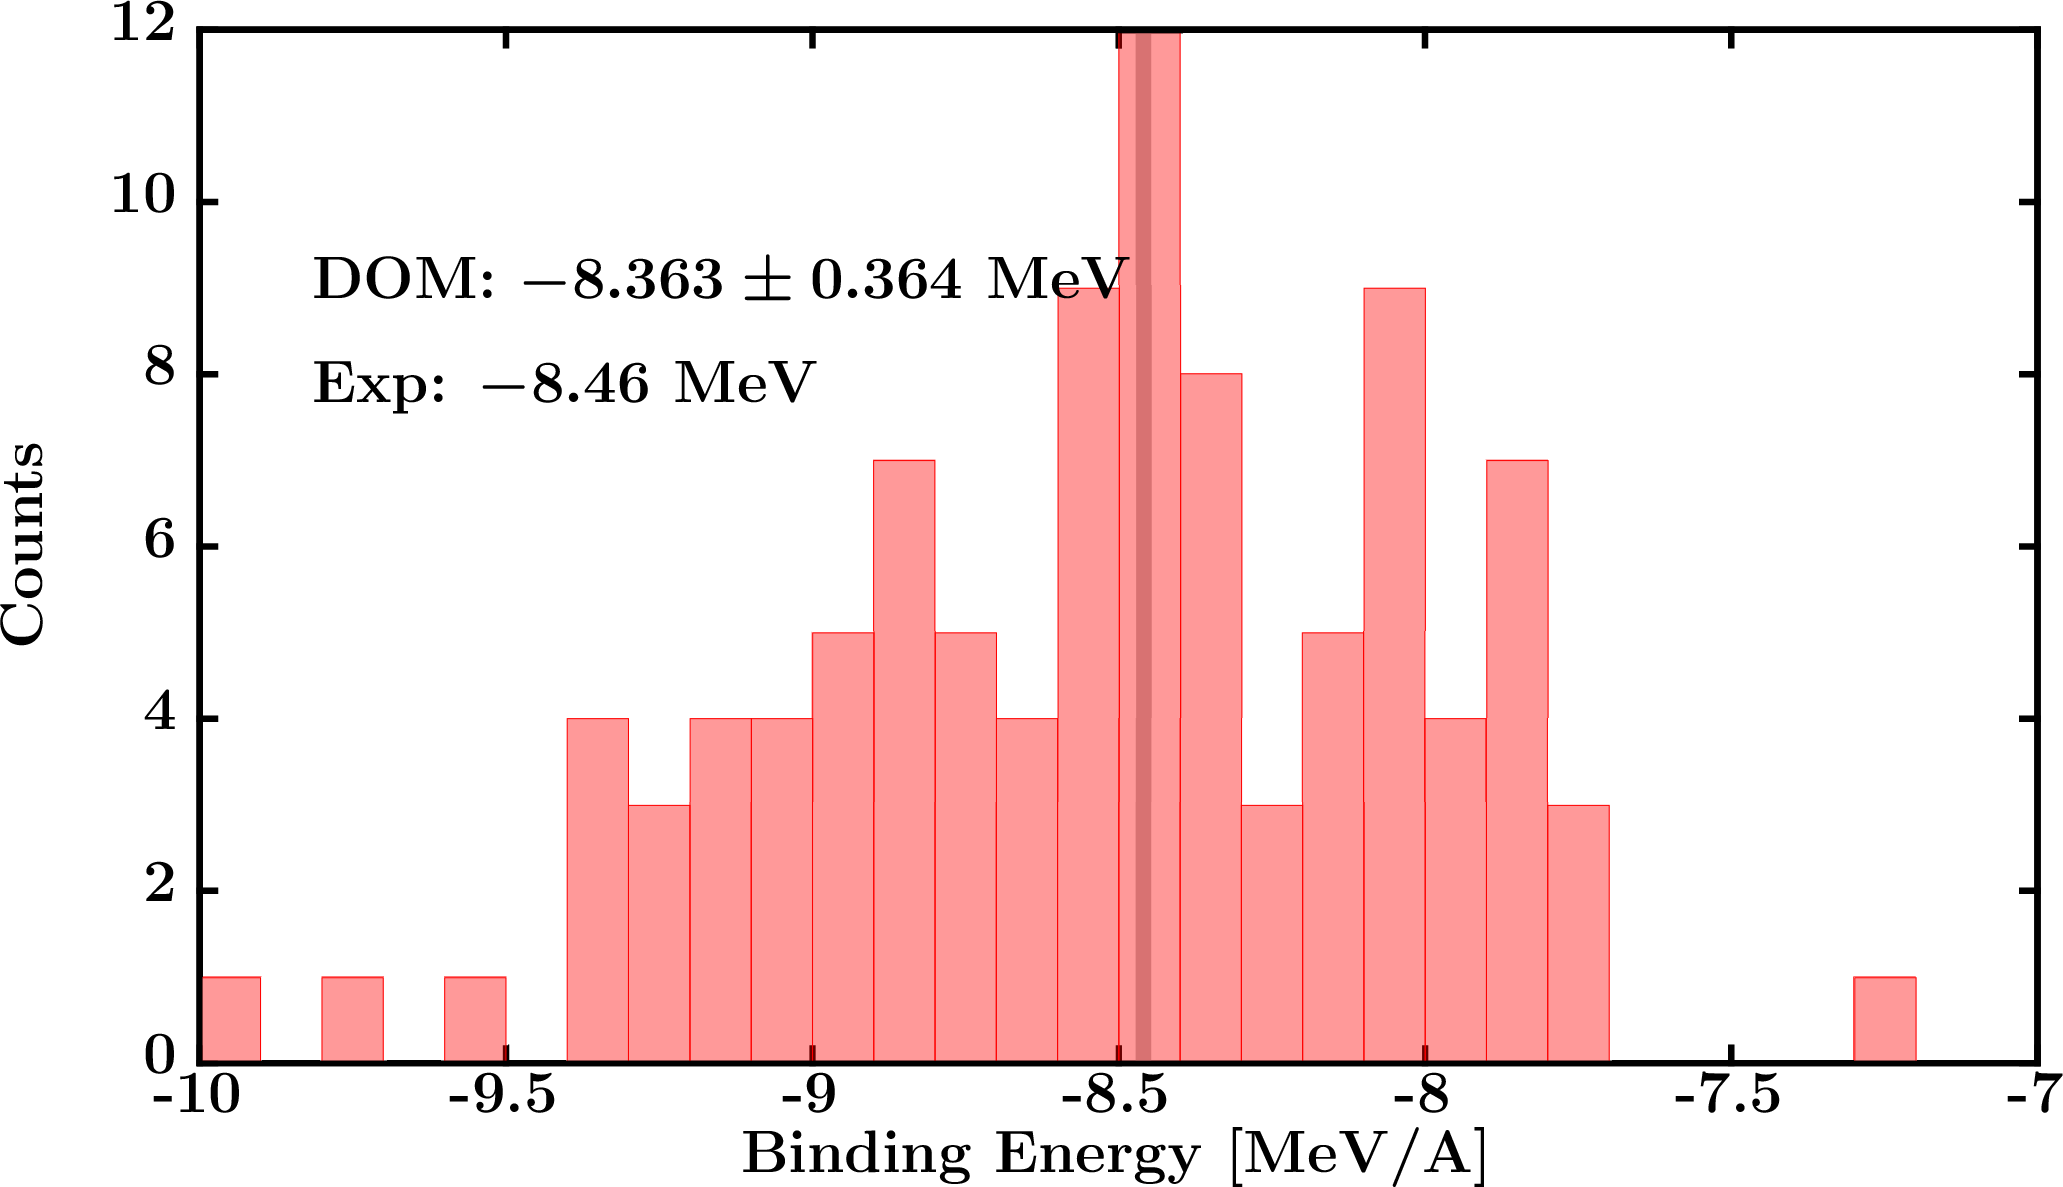 12
10
8
6
4
2
0
Counts
DOM: −8.363 ± 0.364 MeV
Exp: −8.46 MeV
-10 -9.5 -9 -8.5 -8 -7.5 -7
Binding Energy [MeV/A]